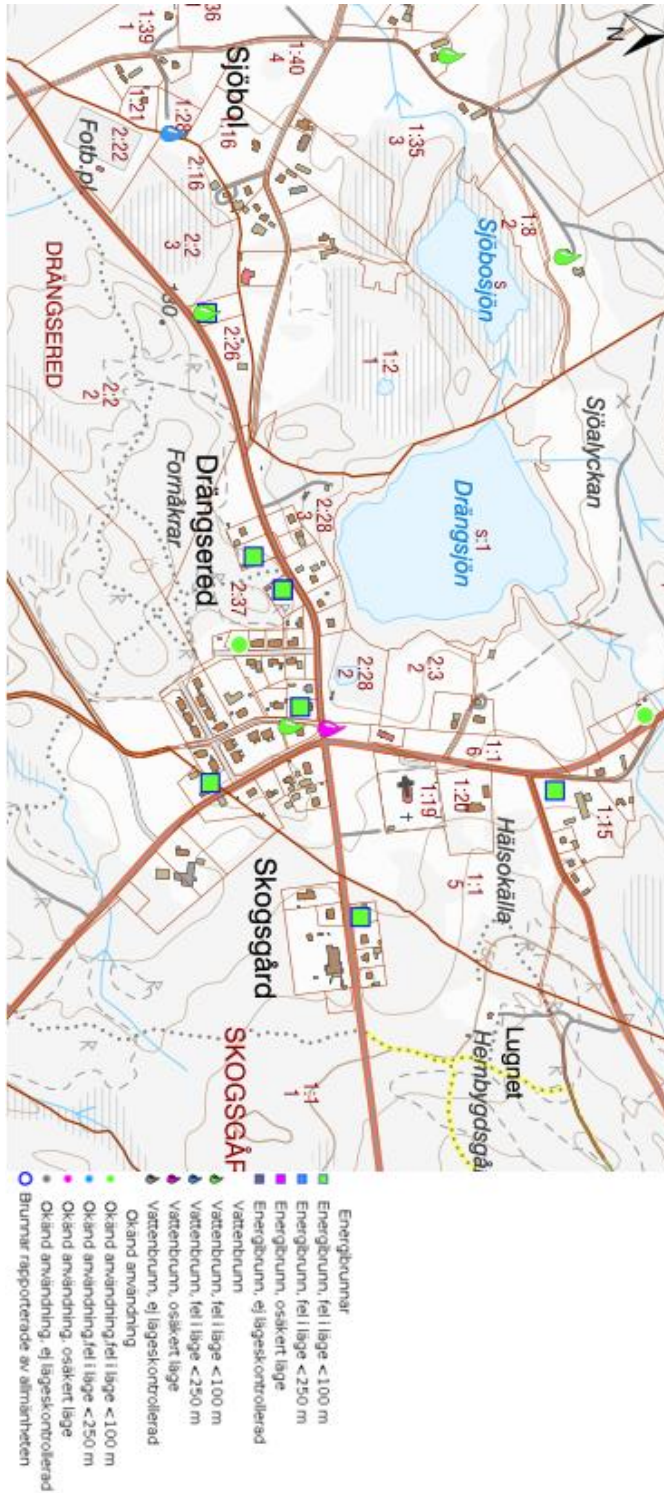 N
36
1:39
1
1:40
4
Sjöbol
1:21
1:28
:16
2:16
2:22
Fotb.pl.
2:2
3
1:35
3
1:8
2
s
Sjöbosjön
DRÄNGSERED
180
2:26
1:2
1
2:2
2
Sjöalyckan
s:1
Drängsjön
Drängsered
Fornåkrar
2:28
3
2:37
2:28
2
2:3
2
1:1
6
1:19
1:20
1:15
Hälsokälla
1:1
5
Skogsgård
Lugnet
Hembygdsgår
SKOGSGÅR
1:1
1
R
R
R
R
R
R
Energibrunnar
Energibrunn, fel i läge <100 m
Energibrunn, fel i läge <250 m
Energibrunn, osäkert läge
Energibrunn, ej lägeskontrollerad
Vattenbrunn
Vattenbrunn, fel i läge <100 m
Vattenbrunn, fel i läge <250 m
Vattenbrunn, osäkert läge
Vattenbrunn, ej lägeskontrollerad
Okänd användning
Okänd användning,fel i läge <100 m
Okänd användning,fel i läge <250 m
Okänd användning, osäkert läge
Okänd användning, ej lägeskontrollerad
Brunnar rapporterade av allmänheten